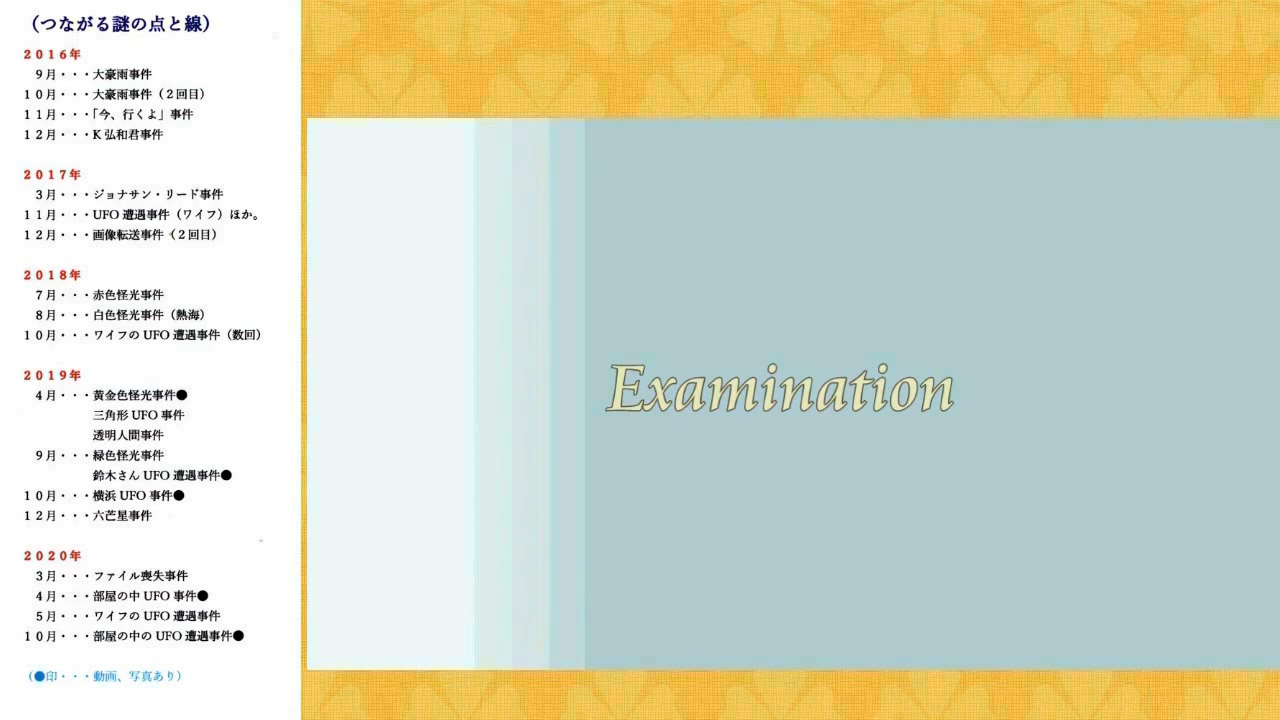 （つながる謎の点と線）
２０１６年
９月・・・大豪雨事件
１０月・・・大豪雨事件（２回目）
１１月・・・「今、行くよ」事件
１２月・・・K 弘和君事件
２０１７年
３月・・・ジョナサン・リード事件
１１月・・・UFO 遭遇事件（ワイフ）ほか。
１２月・・・画像転送事件（２回目）
２０１８年
７月・・・赤色怪光事件
８月・・・白色怪光事件（熱海）
１０月・・・ワイフの UFO 遭遇事件（数回）
２０１９年
４月・・・黄金色怪光事件●
三角形 UFO 事件
透明人間事件
９月・・・緑色怪光事件
鈴木さん UFO 遭遇事件●
１０月・・・横浜 UFO 事件●
１２月・・・六芒星事件
２０２０年
３月・・・ファイル喪失事件
４月・・・部屋の中 UFO 事件●
５月・・・ワイフの UFO 遭遇事件
１０月・・・部屋の中の UFO 遭遇事件●
（●印・・・動画、写真あり）
Examination